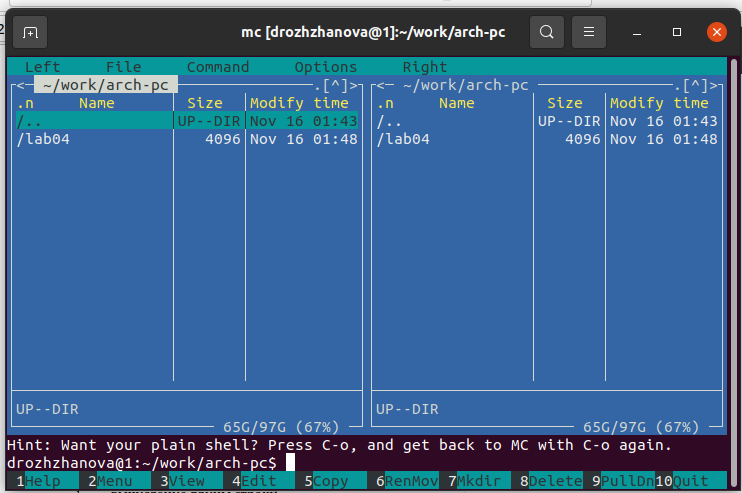 mc [drozhzhanova@1]:~/work/arch-pc
Left File Command Options Right
<─ ~/work/arch-pc ─.[^]>
.n Name Size Modify time
/.. UP--DIR Nov 16 01:43
/lab04 4096 Nov 16 01:48
UP--DIR
65G/97G (67%)
<─ ~/work/arch-pc ─.[^]>
.n Name Size Modify time
/.. UP--DIR Nov 16 01:43
/lab04 4096 Nov 16 01:48
UP--DIR
65G/97G (67%)
Hint: Want your plain shell? Press C-o, and get back to MC with C-o again.
drozhzhanova@1:~/work/arch-pc$
1Help 2Menu 3View 4Edit 5Copy 6RenMov 7Mkdir 8Delete 9PullDn 10Quit